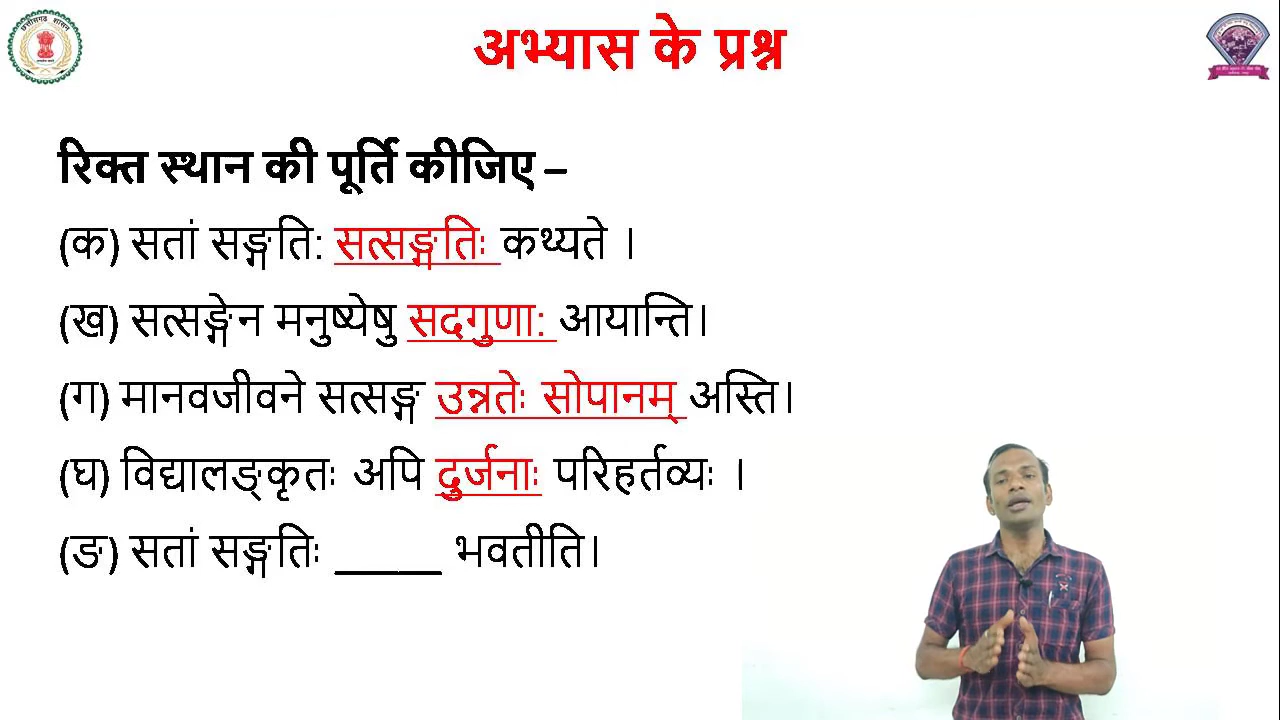 अभ्यास के प्रश्न
रिक्त स्थान की पूर्ति कीजिए –
(क) सतां सङ्गति: सत्सङ्गतिः कथ्यते ।
(ख) सत्सङ्गेन मनुष्येषु सदगुणा: आयान्ति।
(ग) मानवजीवने सत्सङ्ग उन्नतेः सोपानम् अस्ति।
(घ) विद्यालङ्कृतः अपि दुर्जनाः परिहर्तव्यः ।
(ङ) सतां सङ्गतिः _____ भवतीति।